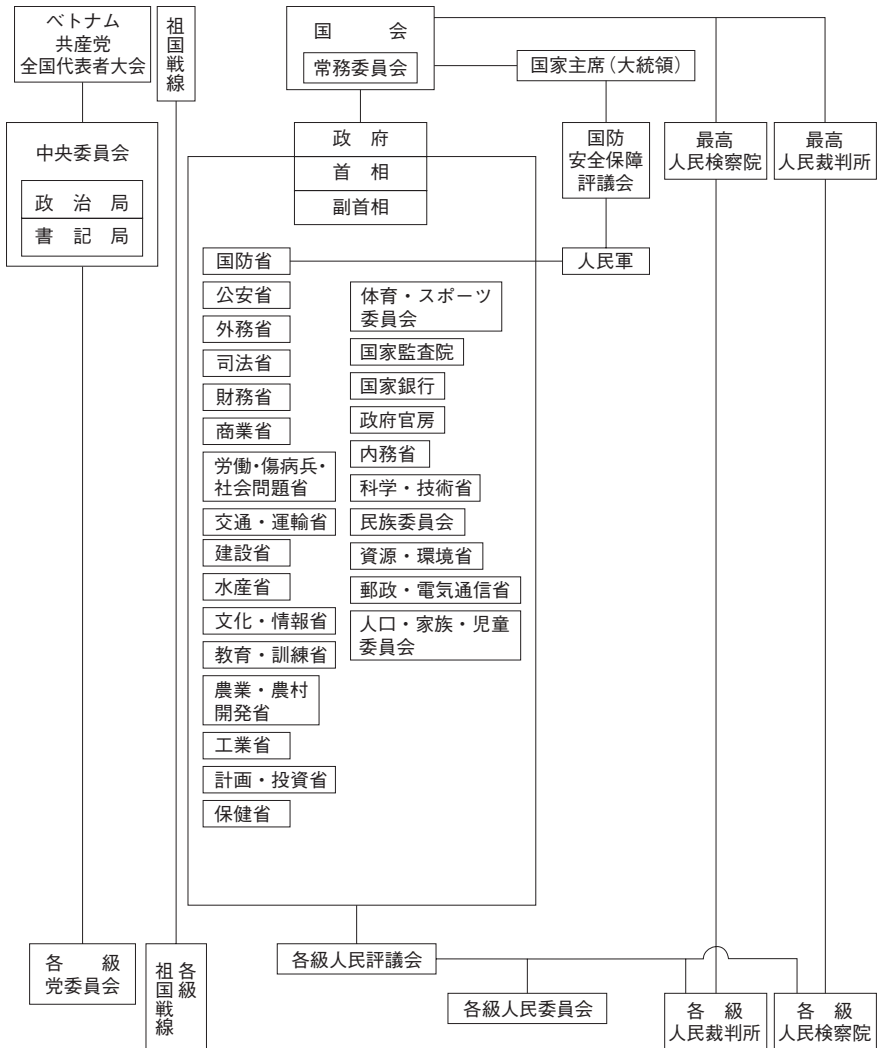 ベトナム
共産党
全国代表者大会
祖国戦線
国 会
常務委員会
国家主席(大統領)
中央委員会
政 治 局
書 記 局
政 府
首 相
副首相
国防
安全保障
評議会
最高
人民検察院
最高
人民裁判所
国防省
人民軍
公安省
外務省
司法省
財務省
商業省
労働・傷病兵・
社会問題省
交通・運輸省
建設省
水産省
文化・情報省
教育・訓練省
農業・農村
開発省
工業省
計画・投資省
保健省
体育・スポーツ
委員会
国家監査院
国家銀行
政府官房
内務省
科学・技術省
民族委員会
資源・環境省
郵政・電気通信省
人口・家族・児童
委員会
各 級
党委員会
各級
祖国戦線
各級人民評議会
各級人民委員会
各 級
人民裁判所
各 級
人民検察院